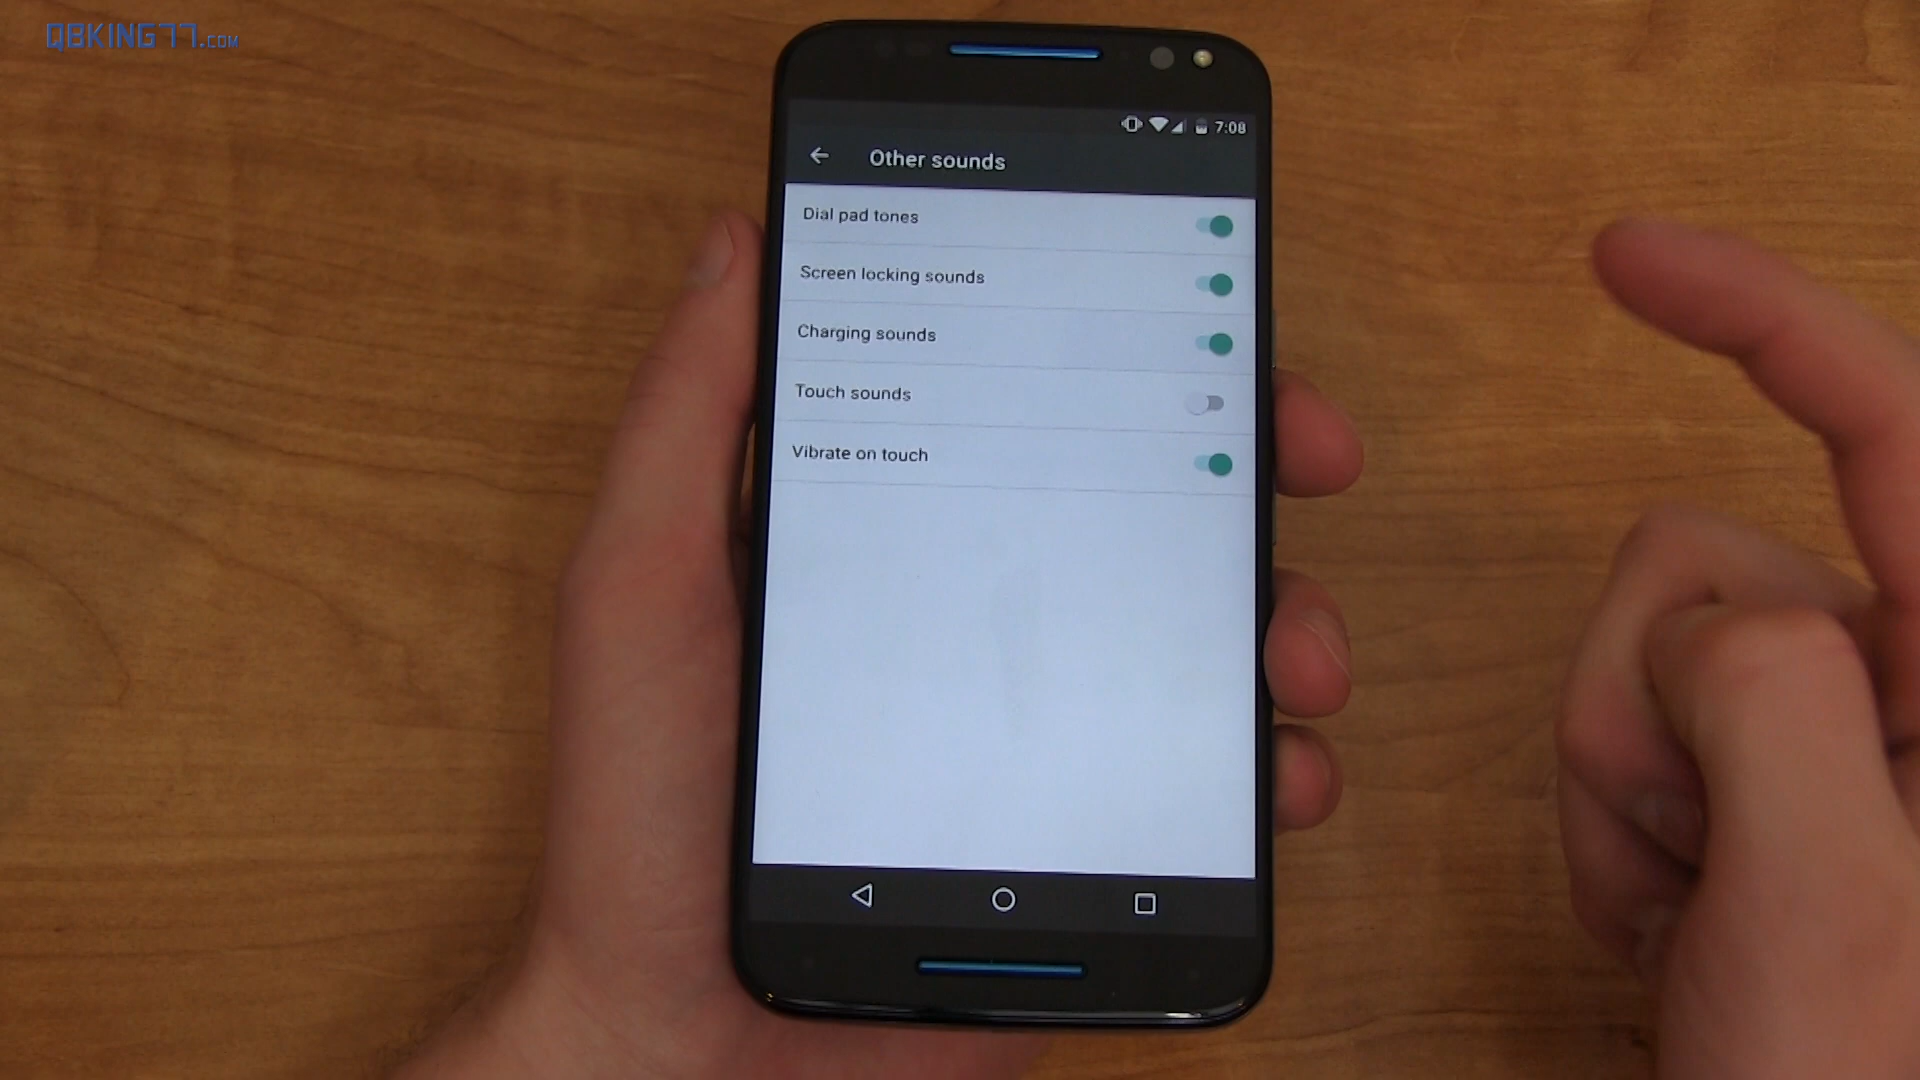 QBKING77.COM
7:08
Other sounds
Dial pad tones
Screen locking sounds
Charging sounds
Touch sounds
Vibrate on touch